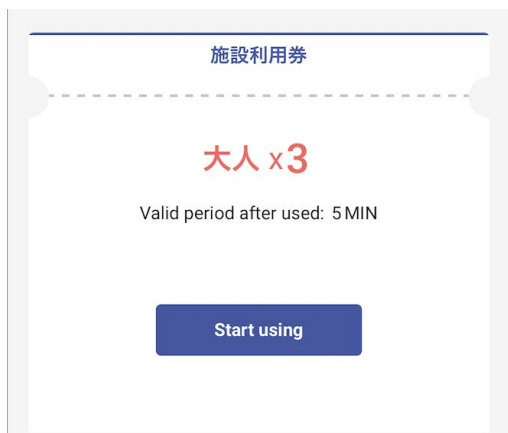 施設利用券
大人 x3
Valid period after used: 5 MIN
Start using